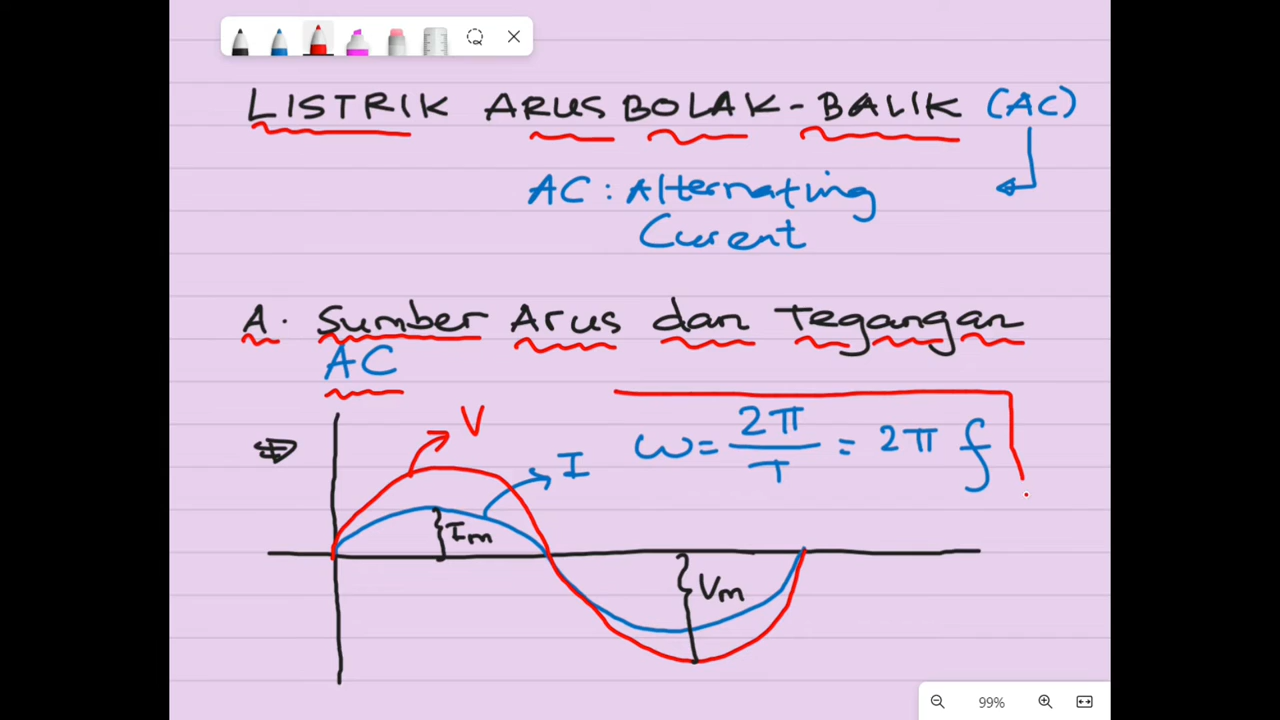 LISTRIK ARUS BOLAK-BALIK (AC)
AC : Alternating
Curent
A. Sumber Arus dan Tegangan
AC
V
I
ω = 2π/T = 2π f
Im
Vm
99%